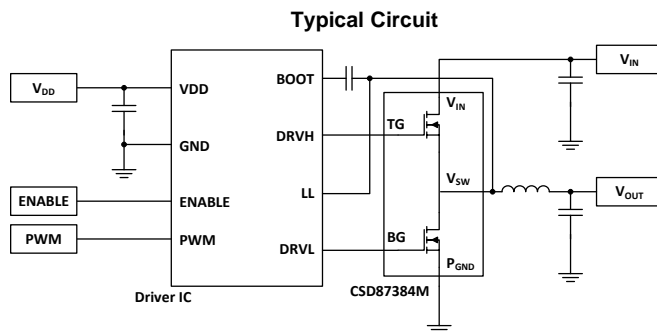 Typical Circuit
VDD
VDD
GND
ENABLE
ENABLE
PWM
PWM
BOOT
DRVH
LL
DRVL
Driver IC
VIN
TG
VSW
BG
PGND
CSD87384M
VIN
VOUT